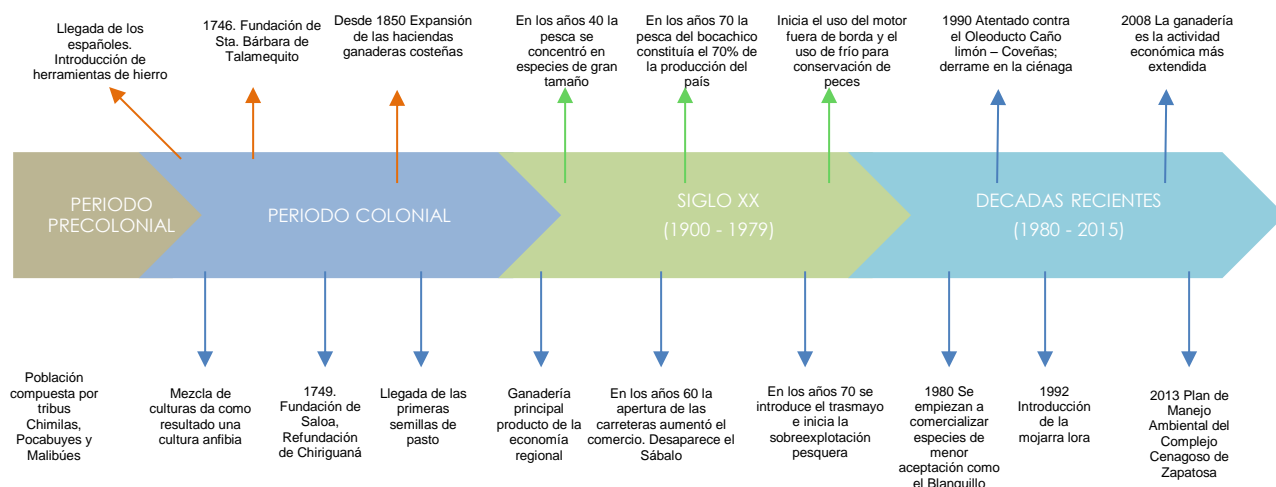 Llegada de los
españoles.
Introducción de
herramientas de hierro
1746. Fundación de
Sta. Bárbara de
Talamequito
Desde 1850 Expansión
de las haciendas
ganaderas costeñas
En los años 40 la
pesca se
concentró en
especies de gran
tamaño
En los años 70 la
pesca del bocachico
constituía el 70% de
la producción del
país
Inicia el uso del motor
fuera de borda y el
uso de frío para
conservación de
peces
1990 Atentado contra
el Oleoducto Caño
limón – Coveñas;
derrame en la ciénaga
2008 La ganadería
es la actividad
económica más
extendida
PERIODO
PRECOLONIAL
PERIODO COLONIAL
SIGLO XX
(1900 - 1979)
DECADAS RECIENTES
(1980 - 2015)
Población
compuesta por
tribus
Chimilas,
Pocabuyes y
Malibúes
Mezcla de
culturas da como
resultado una
cultura anfibia
1749.
Fundación de
Saloa,
Refundación
de Chiriguaná
Llegada de las
primeras
semillas de
pasto
Ganadería
principal
producto de la
economía
regional
En los años 60 la
apertura de las
carreteras aumentó el
comercio. Desaparece el
Sábalo
En los años 70 se
introduce el trasmayo
e inicia la
sobreexplotación
pesquera
1980 Se
empiezan a
comercializar
especies de
menor
aceptación como
el Blanquillo
1992
Introducción
de la
mojarra lora
2013 Plan de
Manejo
Ambiental del
Complejo
Cenagoso de
Zapatosa